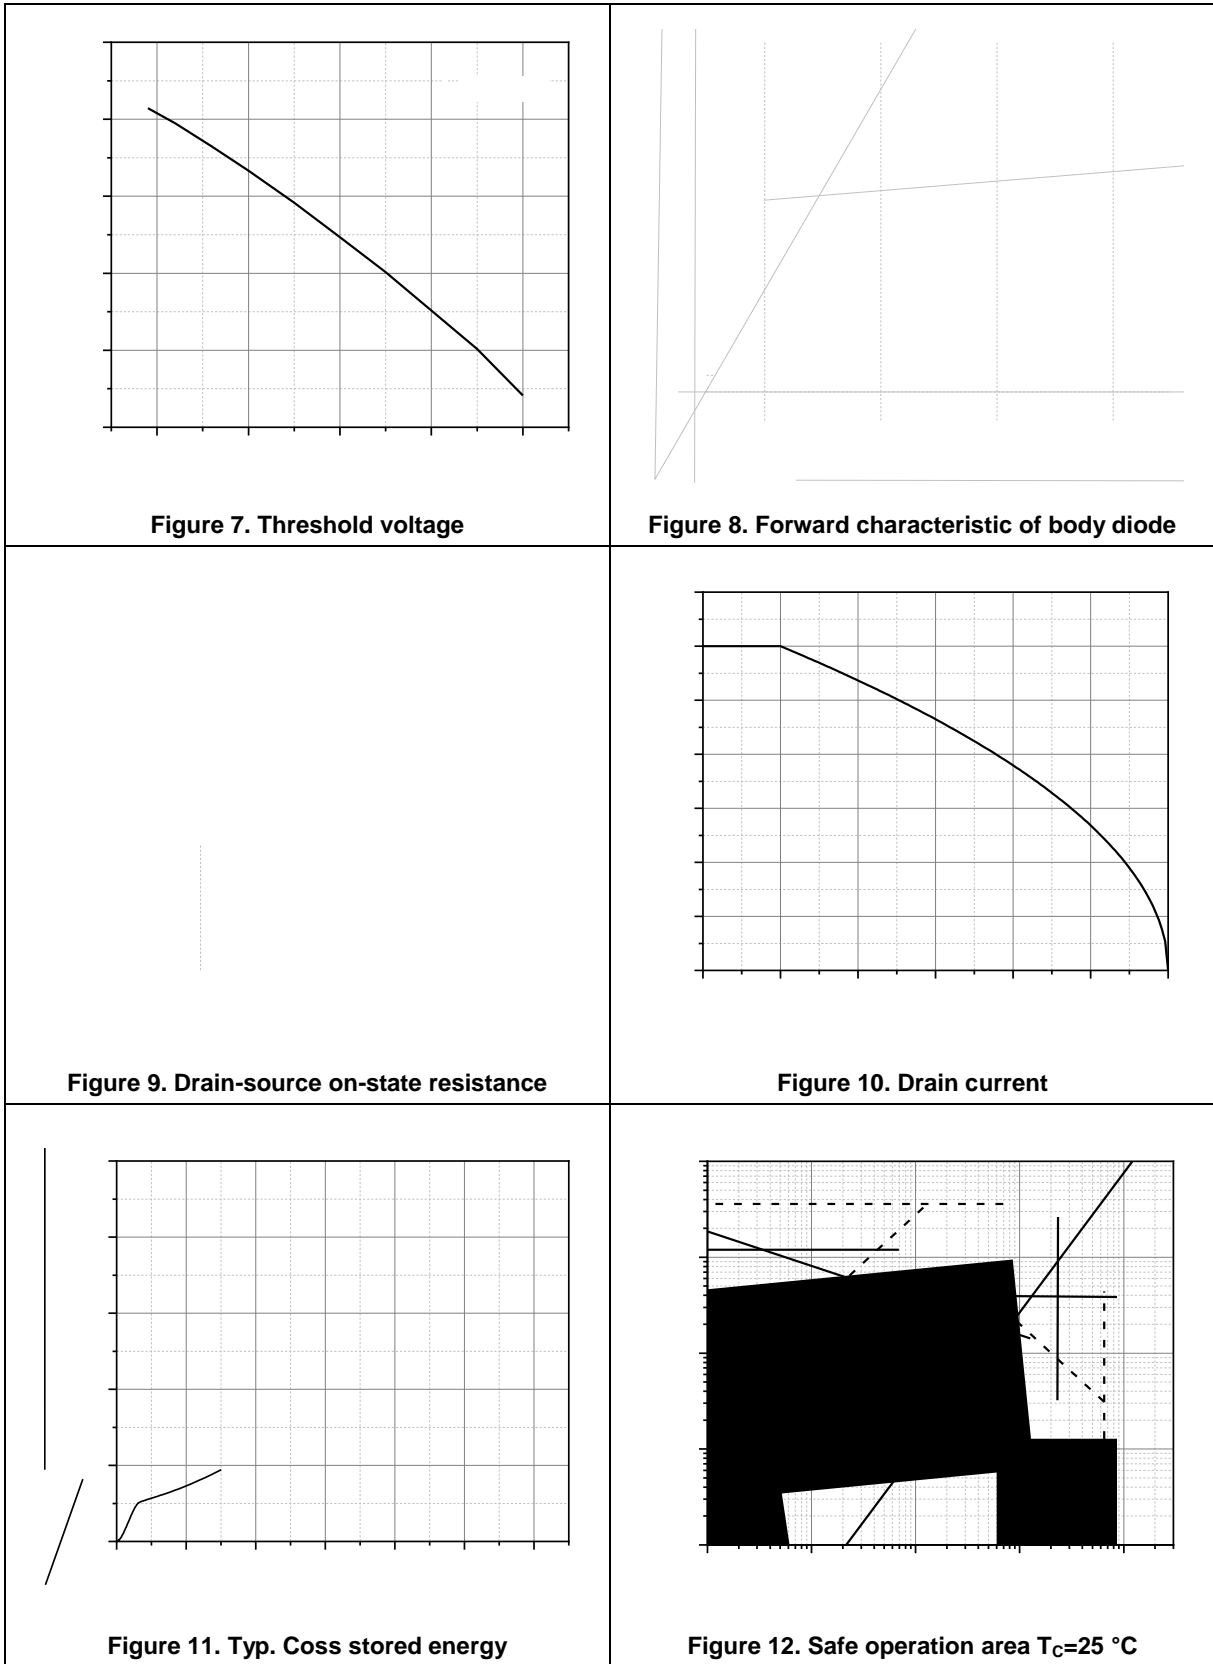 Figure 7. Threshold voltage
Figure 8. Forward characteristic of body diode
Figure 9. Drain-source on-state resistance
Figure 10. Drain current
Figure 11. Typ. Coss stored energy
Figure 12. Safe operation area TC=25 °C